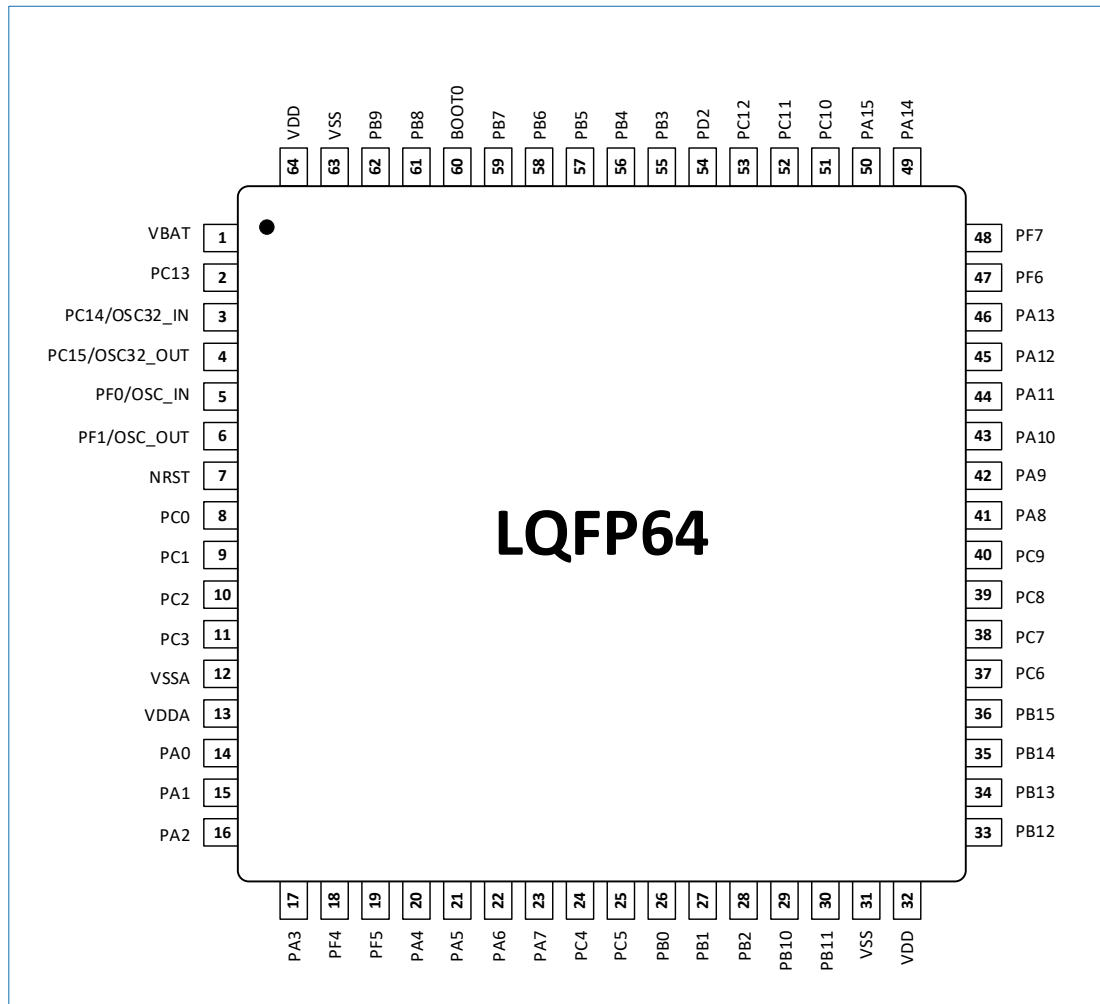 VDD VSS PB9 PB8 BOOT0 PB7 PB6 PB5 PB4 PB3 PD2 PC12 PC11 PC10 PA15 PA14
64 63 62 61 60 59 58 57 56 55 54 53 52 51 50 49
VBAT 1 48 PF7
PC13 2 47 PF6
PC14/OSC32_IN 3 46 PA13
PC15/OSC32_OUT 4 45 PA12
PF0/OSC_IN 5 44 PA11
PF1/OSC_OUT 6 43 PA10
NRST 7 42 PA9
PC0 8 41 PA8
PC1 9 40 PC9
LQFP64
PC2 10 39 PC8
PC3 11 38 PC7
VSSA 12 37 PC6
VDDA 13 36 PB15
PA0 14 35 PB14
PA1 15 34 PB13
PA2 16 33 PB12
17 18 19 20 21 22 23 24 25 26 27 28 29 30 31 32
PA3 PF4 PF5 PA4 PA5 PA6 PA7 PC4 PC5 PB0 PB1 PB2 PB10 PB11 VSS VDD